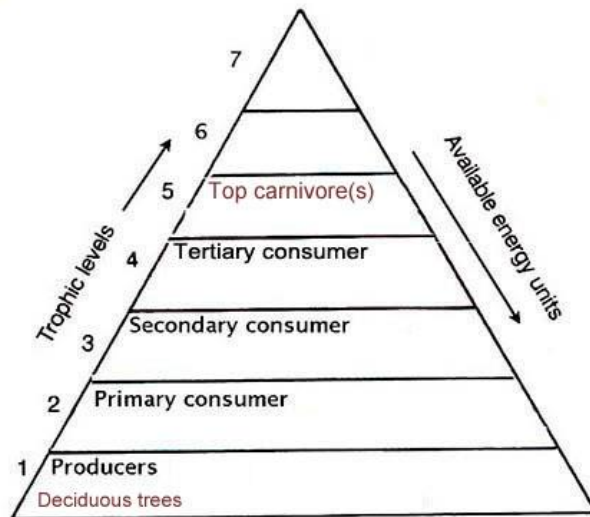 7
6
5 Top carnivore(s)
4 Tertiary consumer
3 Secondary consumer
2 Primary consumer
1 Producers
Deciduous trees
Trophic levels
Available energy units